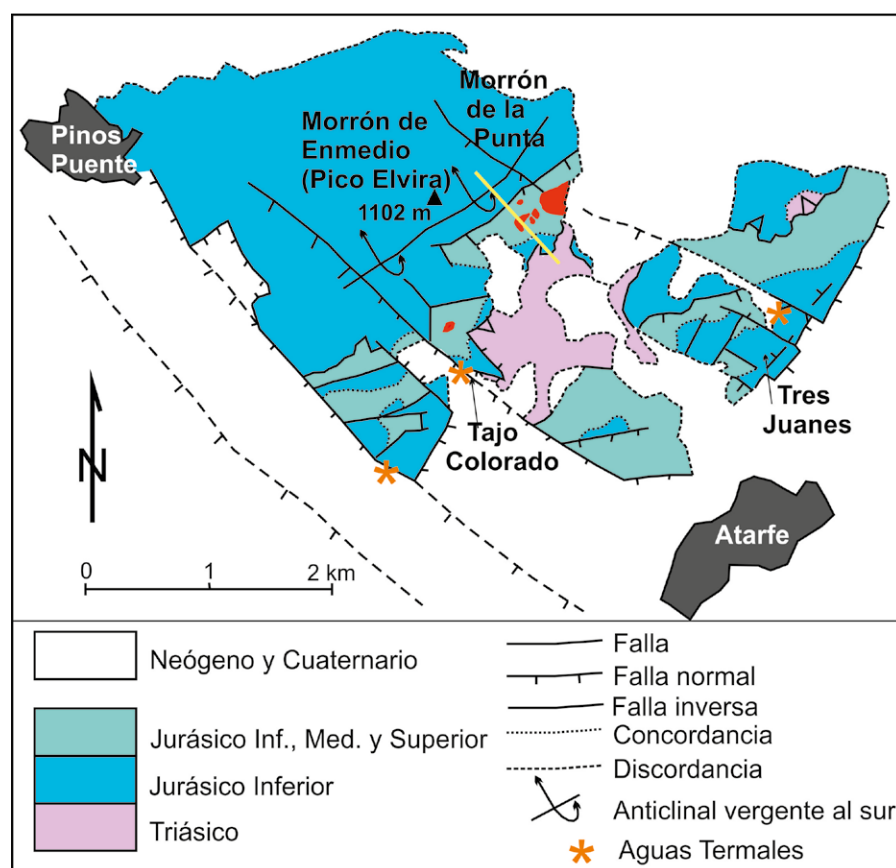 Pinos
Puente
Morrón de
Enmedio
(Pico Elvira)
1102 m
Morrón
de la
Punta
Tajo
Colorado
Tres
Juanes
Atarfe
N
0 1 2 km
Neógeno y Cuaternario
Jurásico Inf., Med. y Superior
Jurásico Inferior
Triásico
Falla
Falla normal
Falla inversa
Concordancia
Discordancia
Anticlinal vergente al sur
Aguas Termales